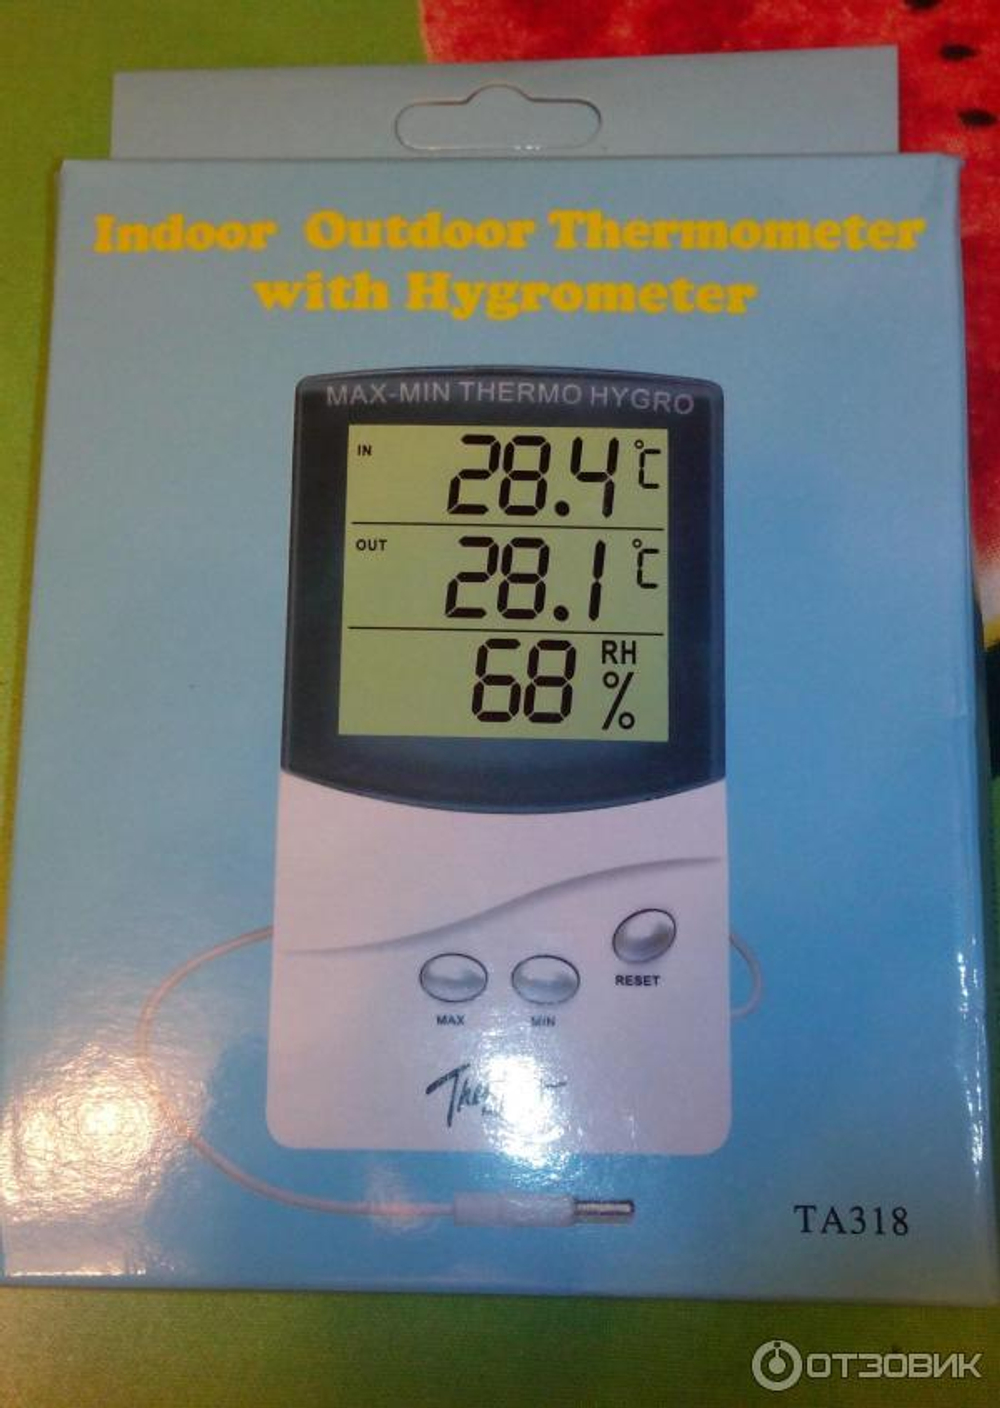 Indoor Outdoor Thermometer
with Hygrometer
MAX-MIN THERMO HYGRO
IN 28.4 °C
OUT 28.1 °C
68 RH %
RESET
MAX MIN
TA318
ОТЗОВИК